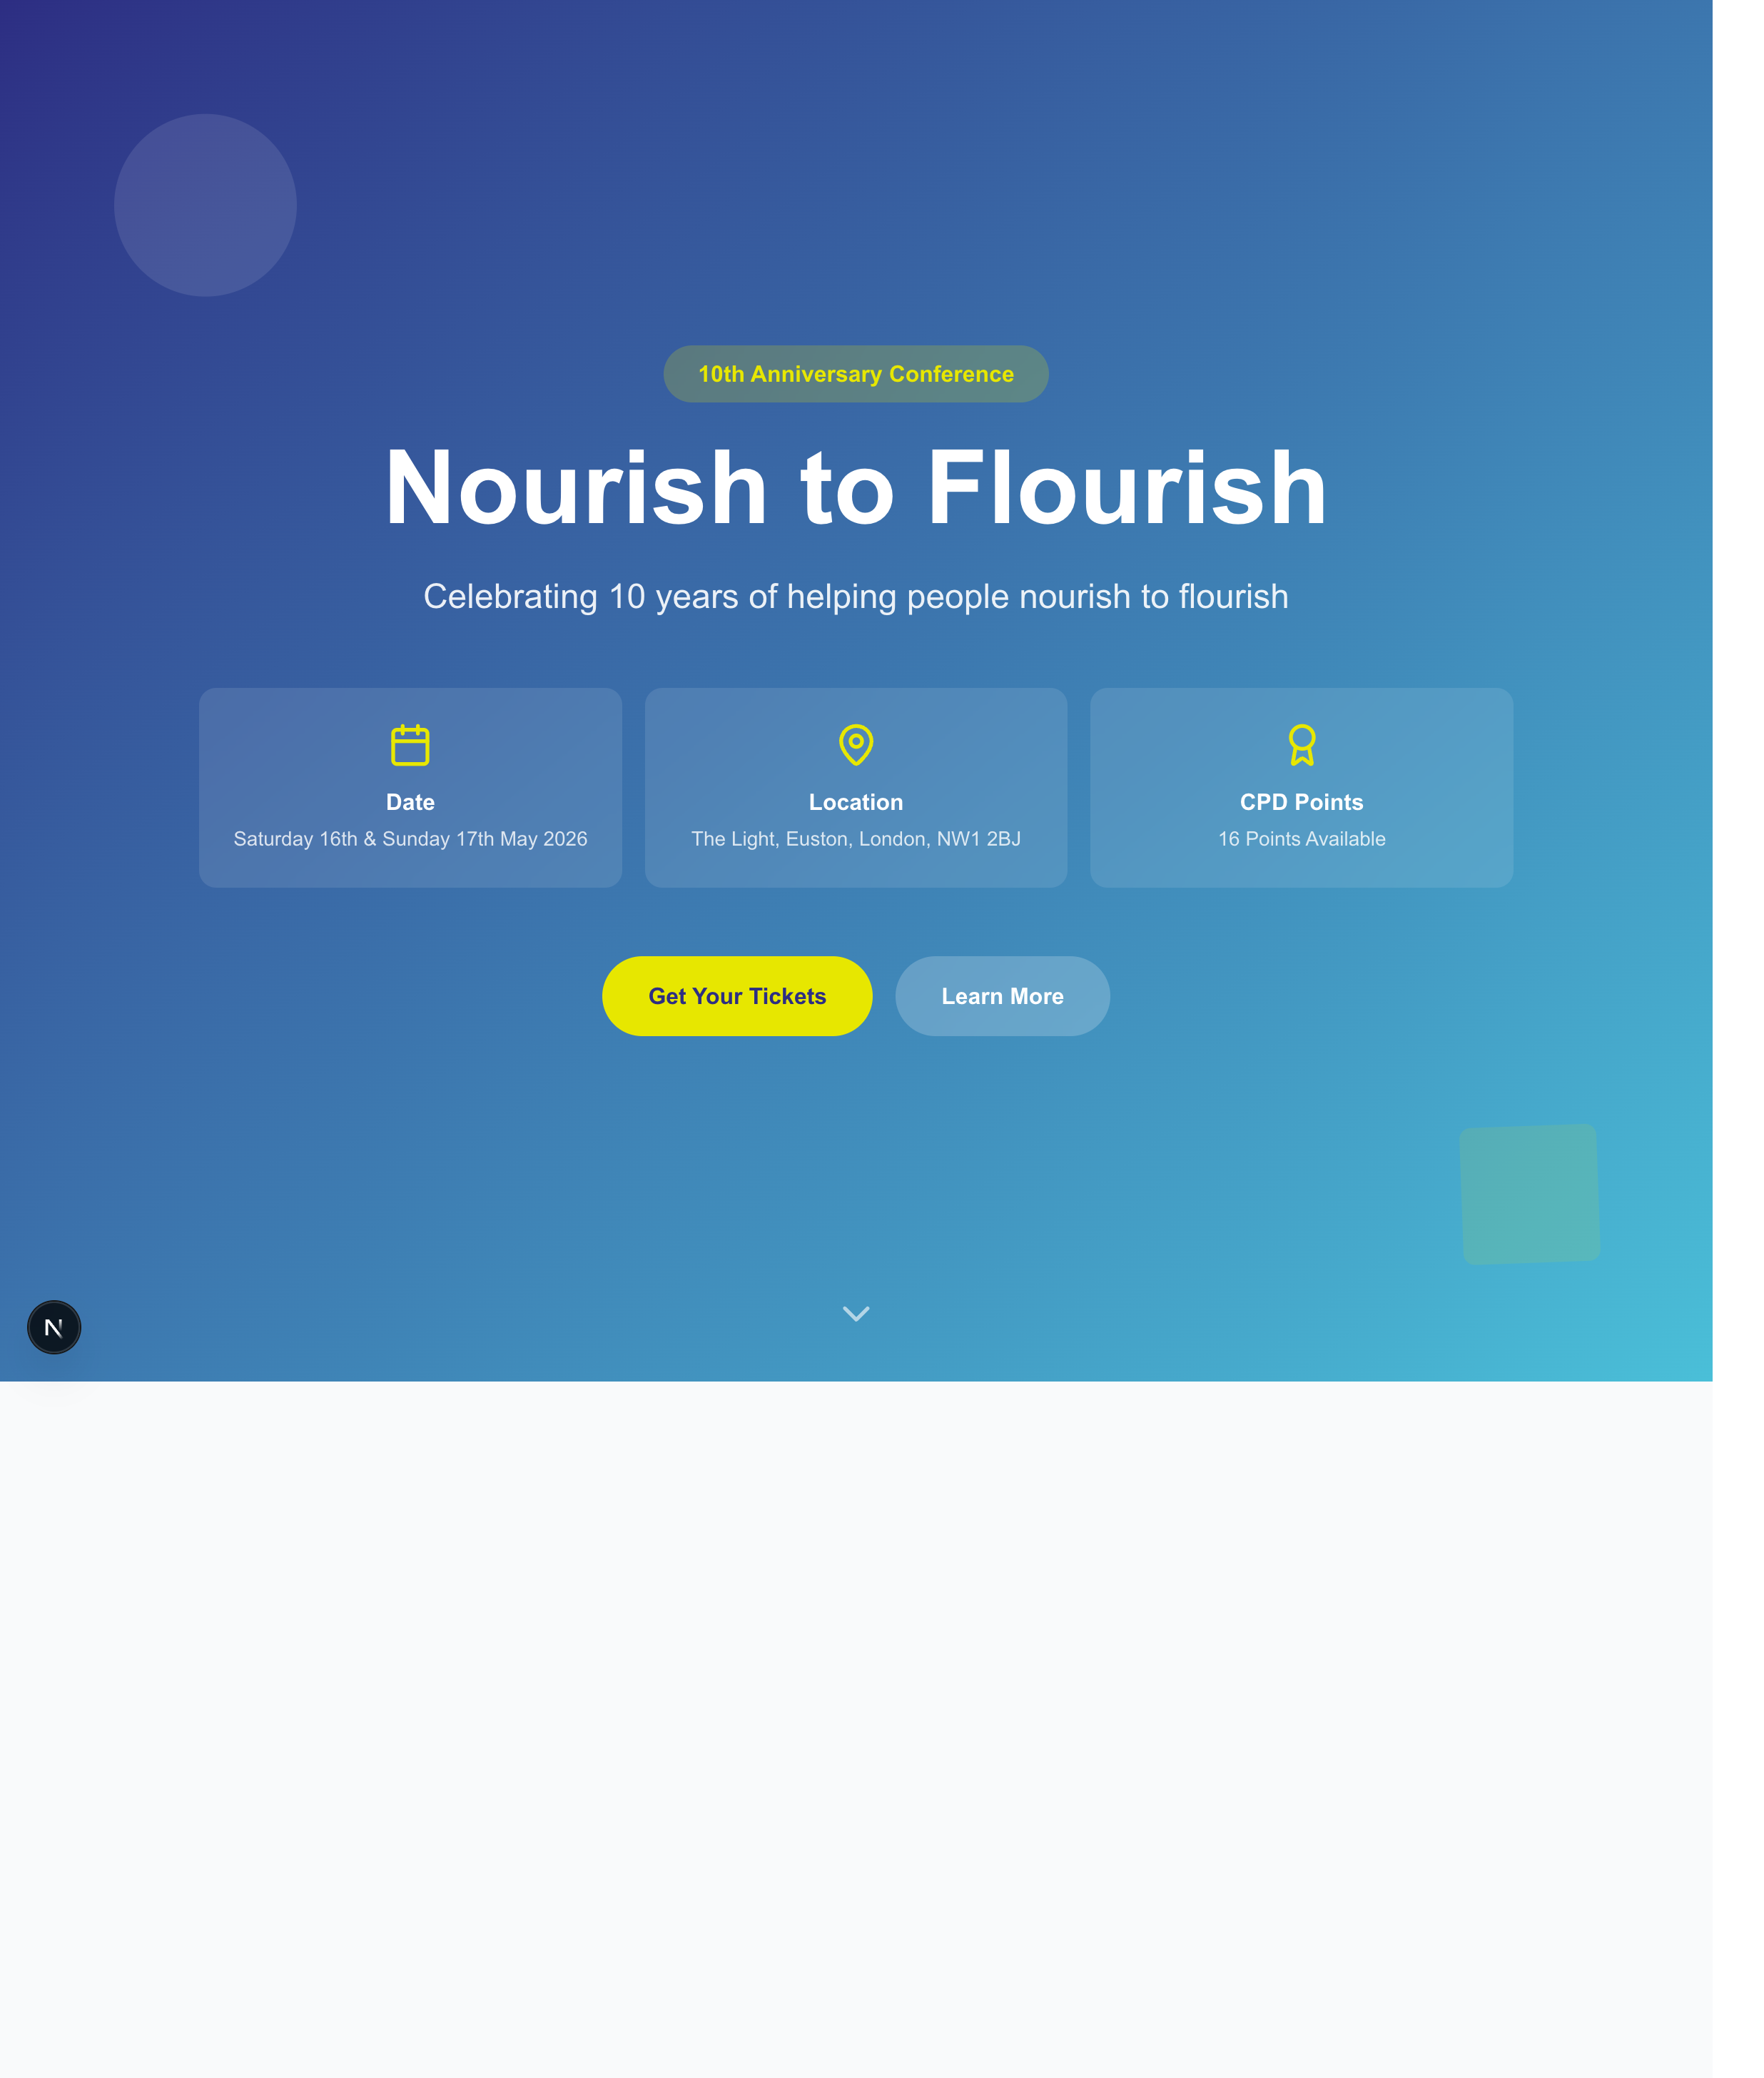 10th Anniversary Conference
Nourish to Flourish
Celebrating 10 years of helping people nourish to flourish
Date
Saturday 16th & Sunday 17th May 2026
Location
The Light, Euston, London, NW1 2BJ
CPD Points
16 Points Available
Get Your Tickets
Learn More
N